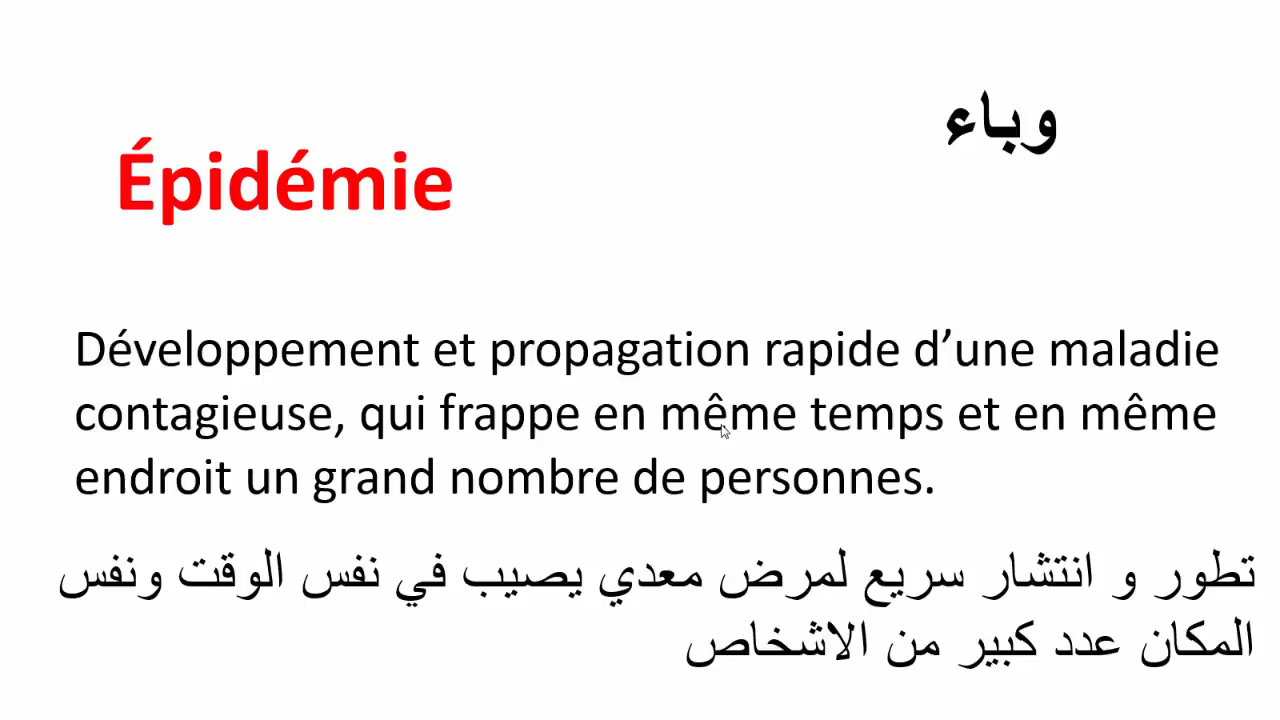 وباء
Épidémie
Développement et propagation rapide d’une maladie
contagieuse, qui frappe en même temps et en même
endroit un grand nombre de personnes.
تطور و انتشار سريع لمرض معدي يصيب في نفس الوقت ونفس
المكان عدد كبير من الاشخاص